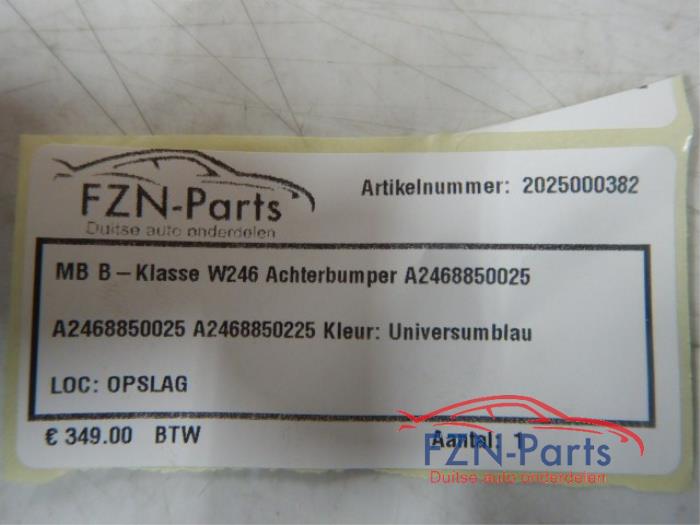 FZN-Parts
Duitse auto onderdelen
Artikelnummer: 2025000382
MB B-Klasse W246 Achterbumper A2468850025
A2468850025 A2468850225 Kleur: Universumblau
LOC: OPSLAG
€ 349.00 BTW
Aantal: 1
FZN-Parts
Duitse auto onderdelen